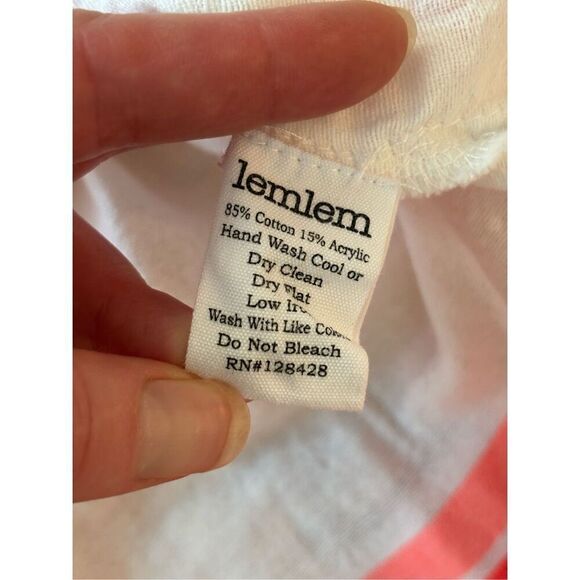 lemlem
85% Cotton 15% Acrylic
Hand Wash Cool or
Dry Clean
Dry Flat
Low
Wash With Like
Do Not Bleach
RN#128428